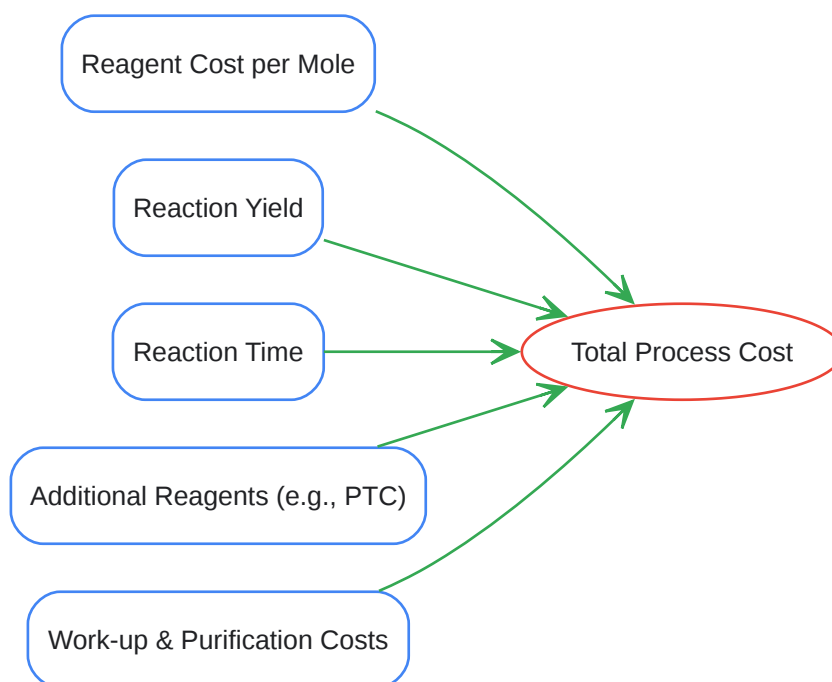 Reagent Cost per Mole
Reaction Yield
Reaction Time
Total Process Cost
Additional Reagents (e.g., PTC)
Work-up & Purification Costs